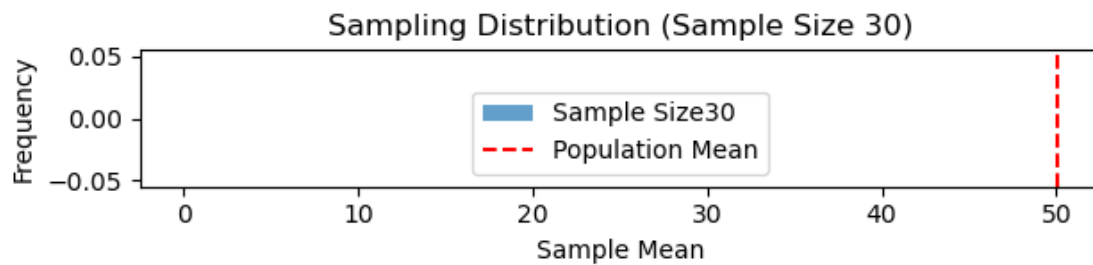 Sampling Distribution (Sample Size 30)
0.05
0.00
−0.05
Frequency
Sample Size30
Population Mean
0 10 20 30 40 50
Sample Mean